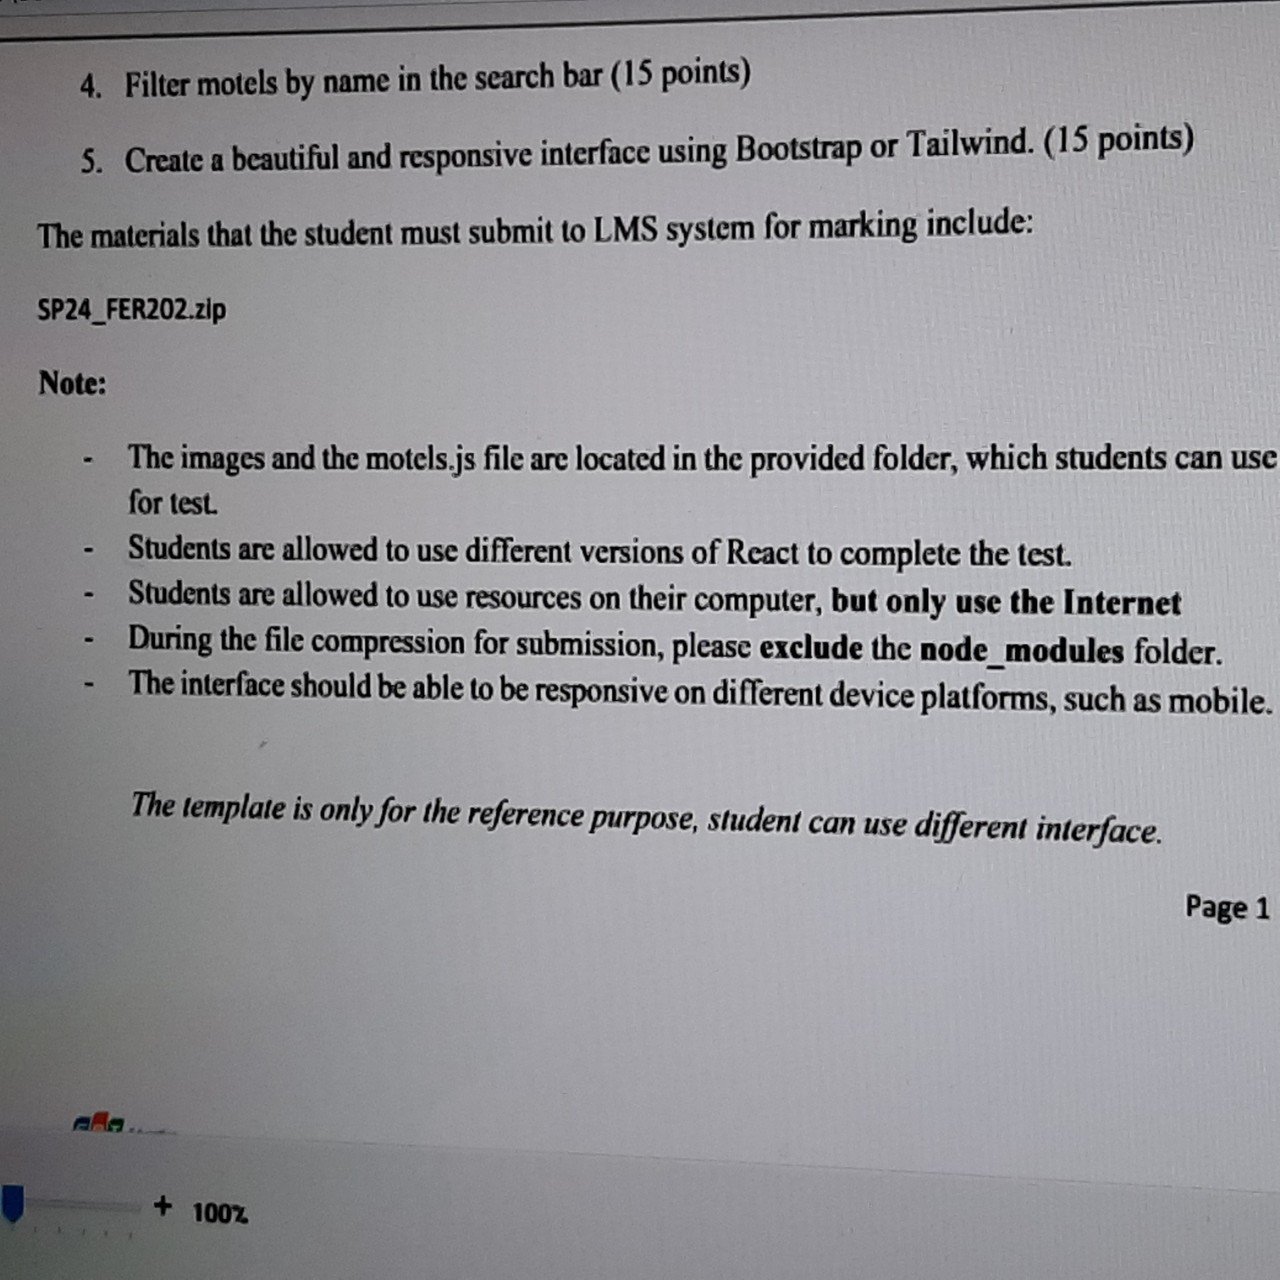 4. Filter motels by name in the search bar (15 points)
5. Create a beautiful and responsive interface using Bootstrap or Tailwind. (15 points)
The materials that the student must submit to LMS system for marking include:
SP24_FER202.zip
Note:
- The images and the motels.js file are located in the provided folder, which students can use
for test.
- Students are allowed to use different versions of React to complete the test.
- Students are allowed to use resources on their computer, but only use the Internet
- During the file compression for submission, please exclude the node_modules folder.
- The interface should be able to be responsive on different device platforms, such as mobile.
The template is only for the reference purpose, student can use different interface.
Page 1
+ 100%